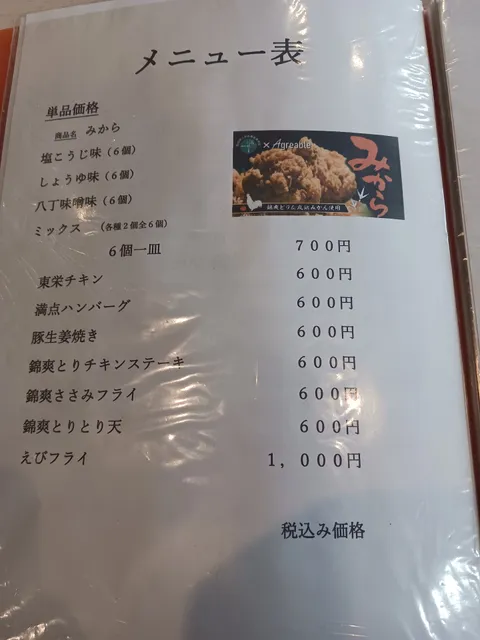 メニュー表
単品価格
商品名 みから
塩こうじ味（６個）
しょうゆ味（６個）
八丁味噌味（６個）
ミックス （各種２個全６個）
× Agreable
みから
６個一皿 ７００円
東栄チキン ６００円
満点ハンバーグ ６００円
豚生姜焼き ６００円
錦爽とりチキンステーキ ６００円
錦爽ささみフライ ６００円
錦爽とりとり天 ６００円
えびフライ １，０００円
税込み価格